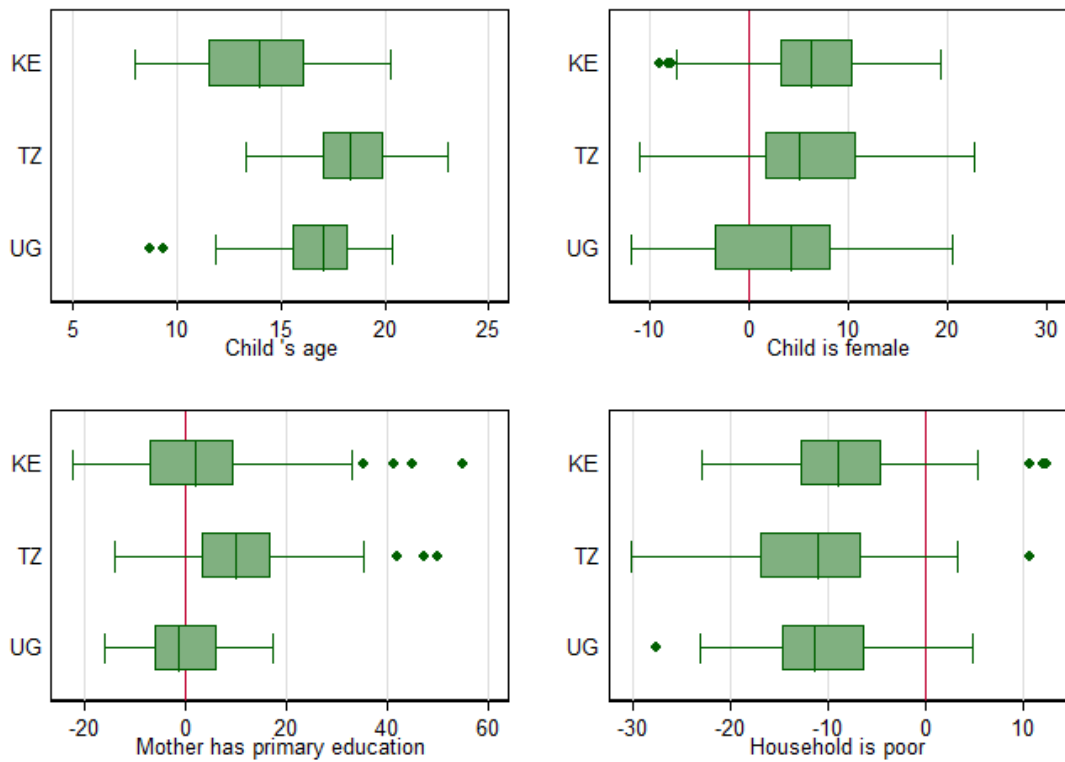 KE
TZ
UG
5 10 15 20 25
Child 's age
KE
TZ
UG
-10 0 10 20 30
Child is female
KE
TZ
UG
-20 0 20 40 60
Mother has primary education
KE
TZ
UG
-30 -20 -10 0 10
Household is poor